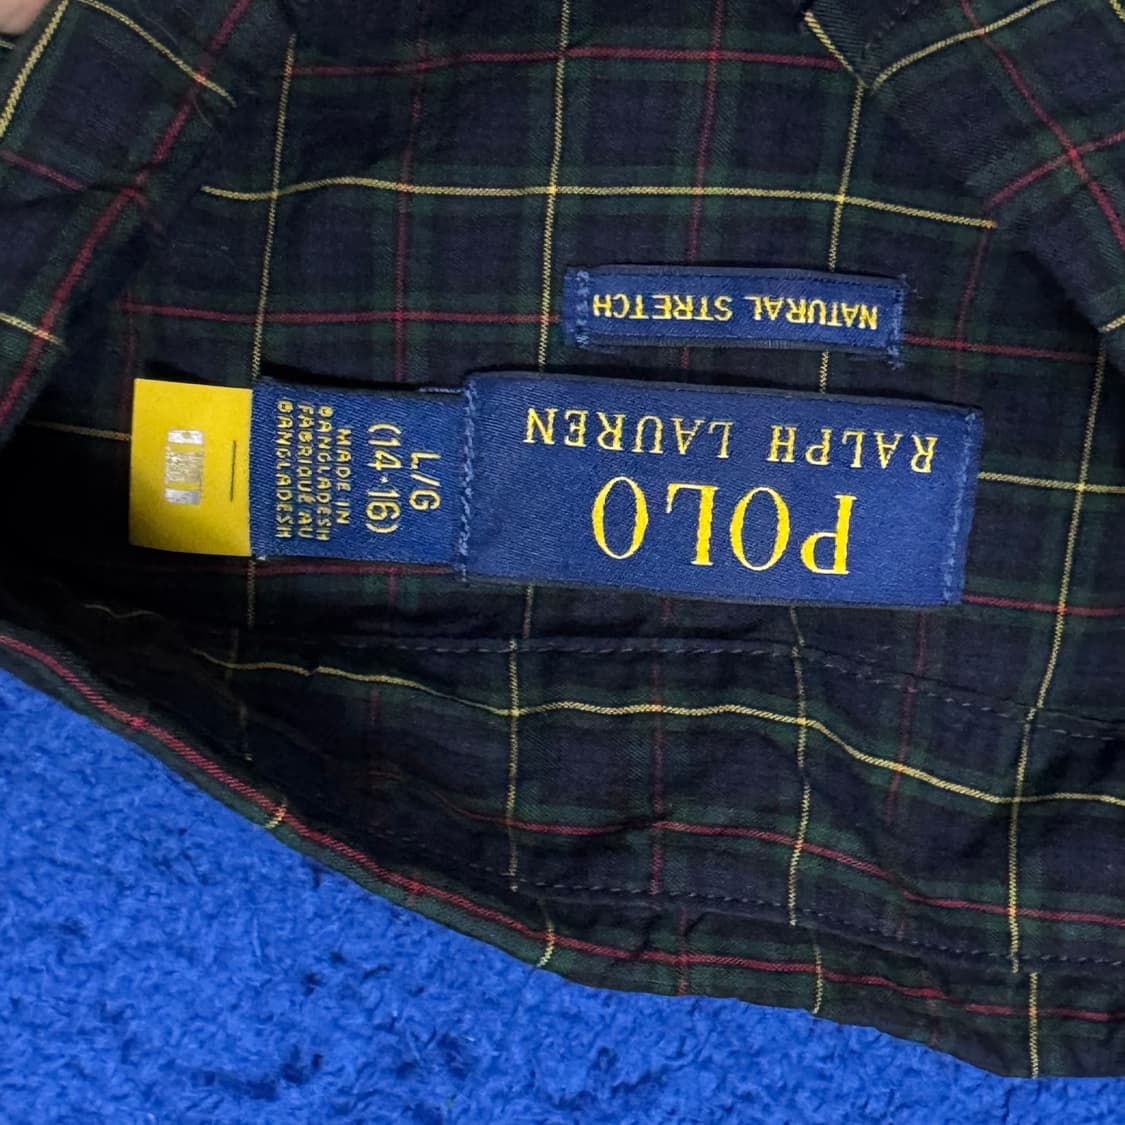 POLO
RALPH LAUREN
NATURAL STRETCH
L/G
(14-16)
MADE IN
BANGLADESH
FABRIQUÉ AU
BANGLADESH